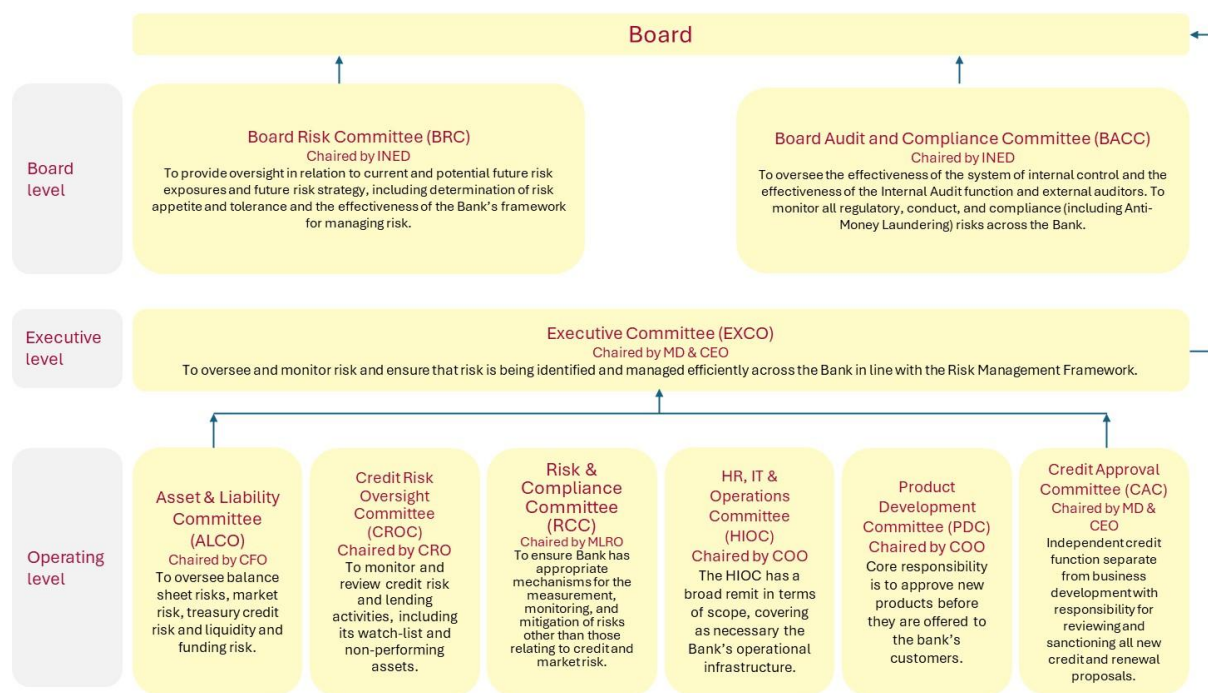 Board
Board
level
Board Risk Committee (BRC)
Chaired by INED
To provide oversight in relation to current and potential future risk
exposures and future risk strategy, including determination of risk
appetite and tolerance and the effectiveness of the Bank's framework
for managing risk.
Board Audit and Compliance Committee (BACC)
Chaired by INED
To oversee the effectiveness of the system of internal control and the
effectiveness of the Internal Audit function and external auditors. To
monitor all regulatory, conduct, and compliance (including Anti-
Money Laundering) risks across the Bank.
Executive
level
Executive Committee (EXCO)
Chaired by MD & CEO
To oversee and monitor risk and ensure that risk is being identified and managed efficiently across the Bank in line with the Risk Management Framework.
Operating
level
Asset & Liability
Committee
(ALCO)
Chaired by CFO
To oversee balance
sheet risks, market
risk, treasury credit
risk and liquidity and
funding risk.
Credit Risk
Oversight
Committee
(CROC)
Chaired by CRO
To monitor and
review credit risk
and lending
activities, including
its watch-list and
non-performing
assets.
Risk &
Compliance
Committee
(RCC)
Chaired by MLRO
To ensure Bank has
appropriate
mechanisms for the
measurement,
monitoring, and
mitigation of risks
other than those
relating to credit and
market risk.
HR, IT &
Operations
Committee
(HIOC)
Chaired by COO
The HIOC has a
broad remit in terms
of scope, covering
as necessary the
Bank's operational
infrastructure.
Product
Development
Committee (PDC)
Chaired by COO
Core responsibility
is to approve new
products before
they are offered to
the bank's
customers.
Credit Approval
Committee (CAC)
Chaired by MD &
CEO
Independent credit
function separate
from business
development with
responsibility for
reviewing and
sanctioning all new
credit and renewal
proposals.